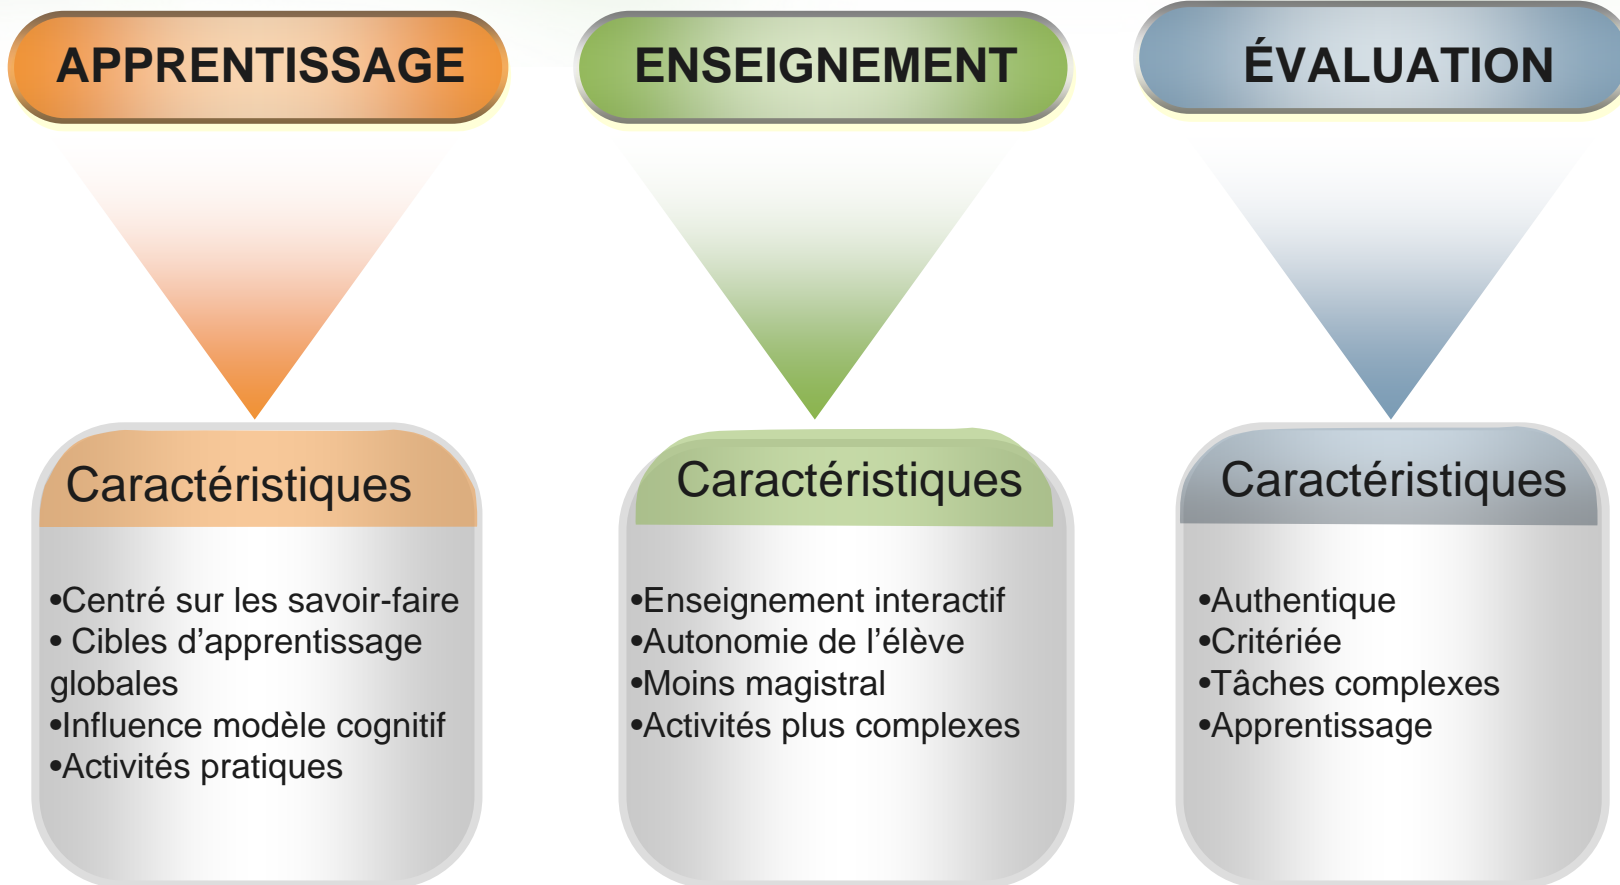 APPRENTISSAGE
Caractéristiques
•Centré sur les savoir-faire
• Cibles d’apprentissage
globales
•Influence modèle cognitif
•Activités pratiques
ENSEIGNEMENT
Caractéristiques
•Enseignement interactif
•Autonomie de l’élève
•Moins magistral
•Activités plus complexes
ÉVALUATION
Caractéristiques
•Authentique
•Critériée
•Tâches complexes
•Apprentissage